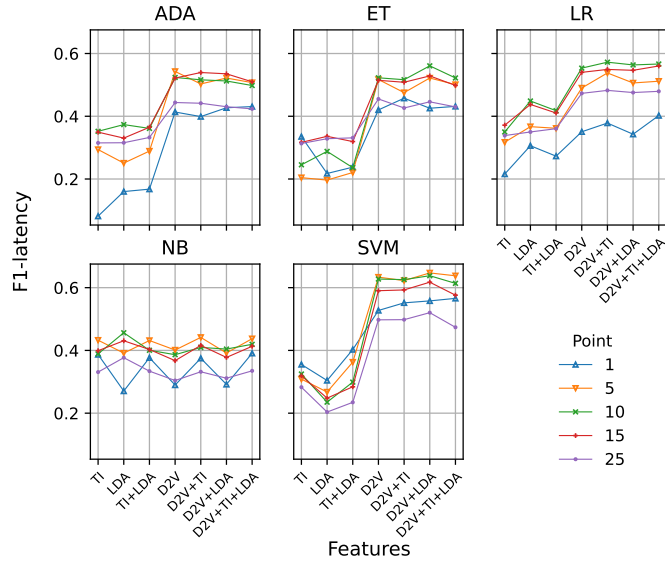 ADA
ET
LR
0.6
0.4
0.2
F1-latency
TI
LDA
TI+LDA
D2V
D2V+TI
D2V+LDA
D2V+TI+LDA
NB
SVM
0.6
0.4
0.2
TI
LDA
TI+LDA
D2V
D2V+TI
D2V+LDA
D2V+TI+LDA
TI
LDA
TI+LDA
D2V
D2V+TI
D2V+LDA
D2V+TI+LDA
Features
Point
1
5
10
15
25